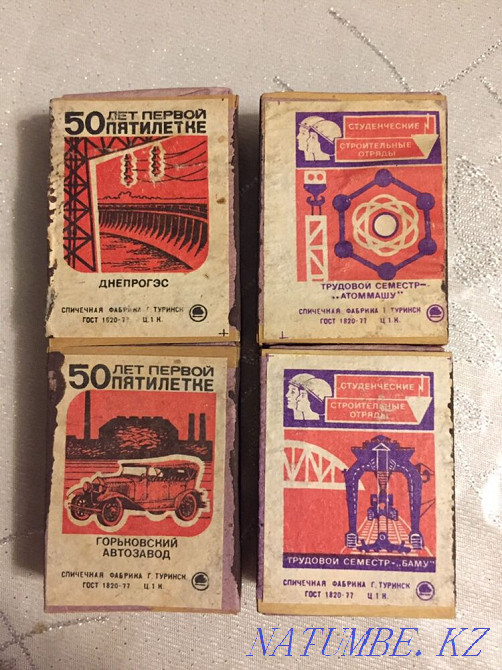 50 ЛЕТ ПЕРВОЙ
ПЯТИЛЕТКЕ
ДНЕПРОГЭС
СПИЧЕЧНАЯ ФАБРИКА Г. ТУРИНСК
ГОСТ 1820-77 Ц.1 К.
СТУДЕНЧЕСКИЕ
СТРОИТЕЛЬНЫЕ
ОТРЯДЫ
ТРУДОВОЙ СЕМЕСТР—
„АТОММАШУ"
СПИЧЕЧНАЯ ФАБРИКА Г. ТУРИНСК
ГОСТ 1820-77 Ц.1 К.
50 ЛЕТ ПЕРВОЙ
ПЯТИЛЕТКЕ
ГОРЬКОВСКИЙ
АВТОЗАВОД
СПИЧЕЧНАЯ ФАБРИКА Г. ТУРИНСК
ГОСТ 1820-77 Ц.1 К.
СТУДЕНЧЕСКИЕ
СТРОИТЕЛЬНЫЕ
ОТРЯДЫ
ТРУДОВОЙ СЕМЕСТР-„БАМУ"
СПИЧЕЧНАЯ ФАБРИКА Г. ТУРИНСК
ГОСТ 1820-77 Ц.1 К.
NATUMBE.KZ